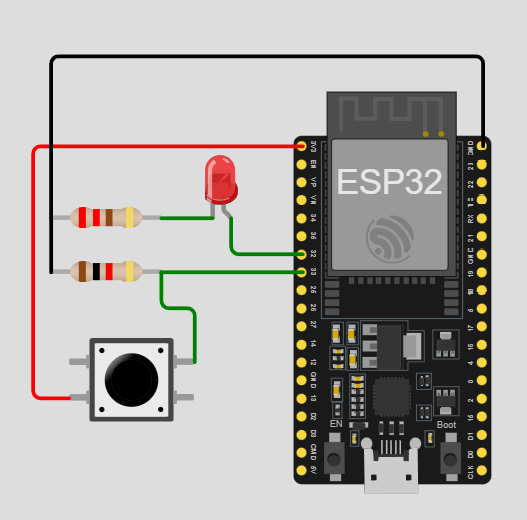 ESP32
3V3
EN
VP
VN
34
35
32
33
25
26
27
14
12
GND
13
D2
D3
CMD
5V
GND
23
22
TX
RX
21
GND
19
18
5
17
16
4
0
2
15
D1
D0
CLK
EN
Boot